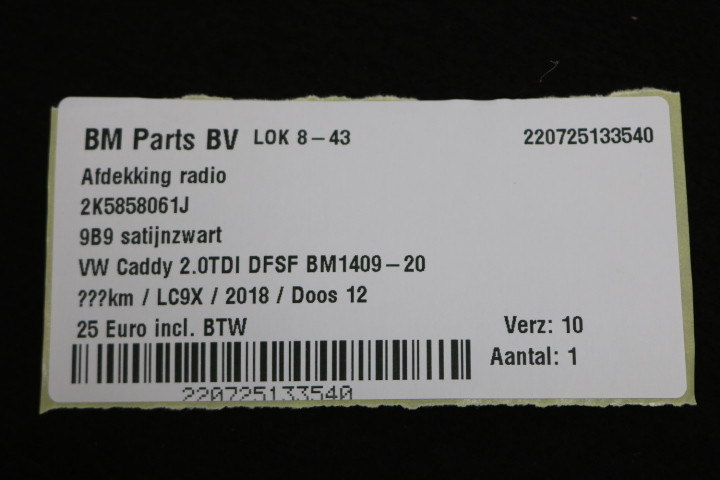 BM Parts BV LOK 8-43 220725133540
Afdekking radio
2K5858061J
9B9 satijnzwart
VW Caddy 2.0TDI DFSF BM1409-20
???km / LC9X / 2018 / Doos 12
25 Euro incl. BTW Verz: 10
Aantal: 1
220725133540